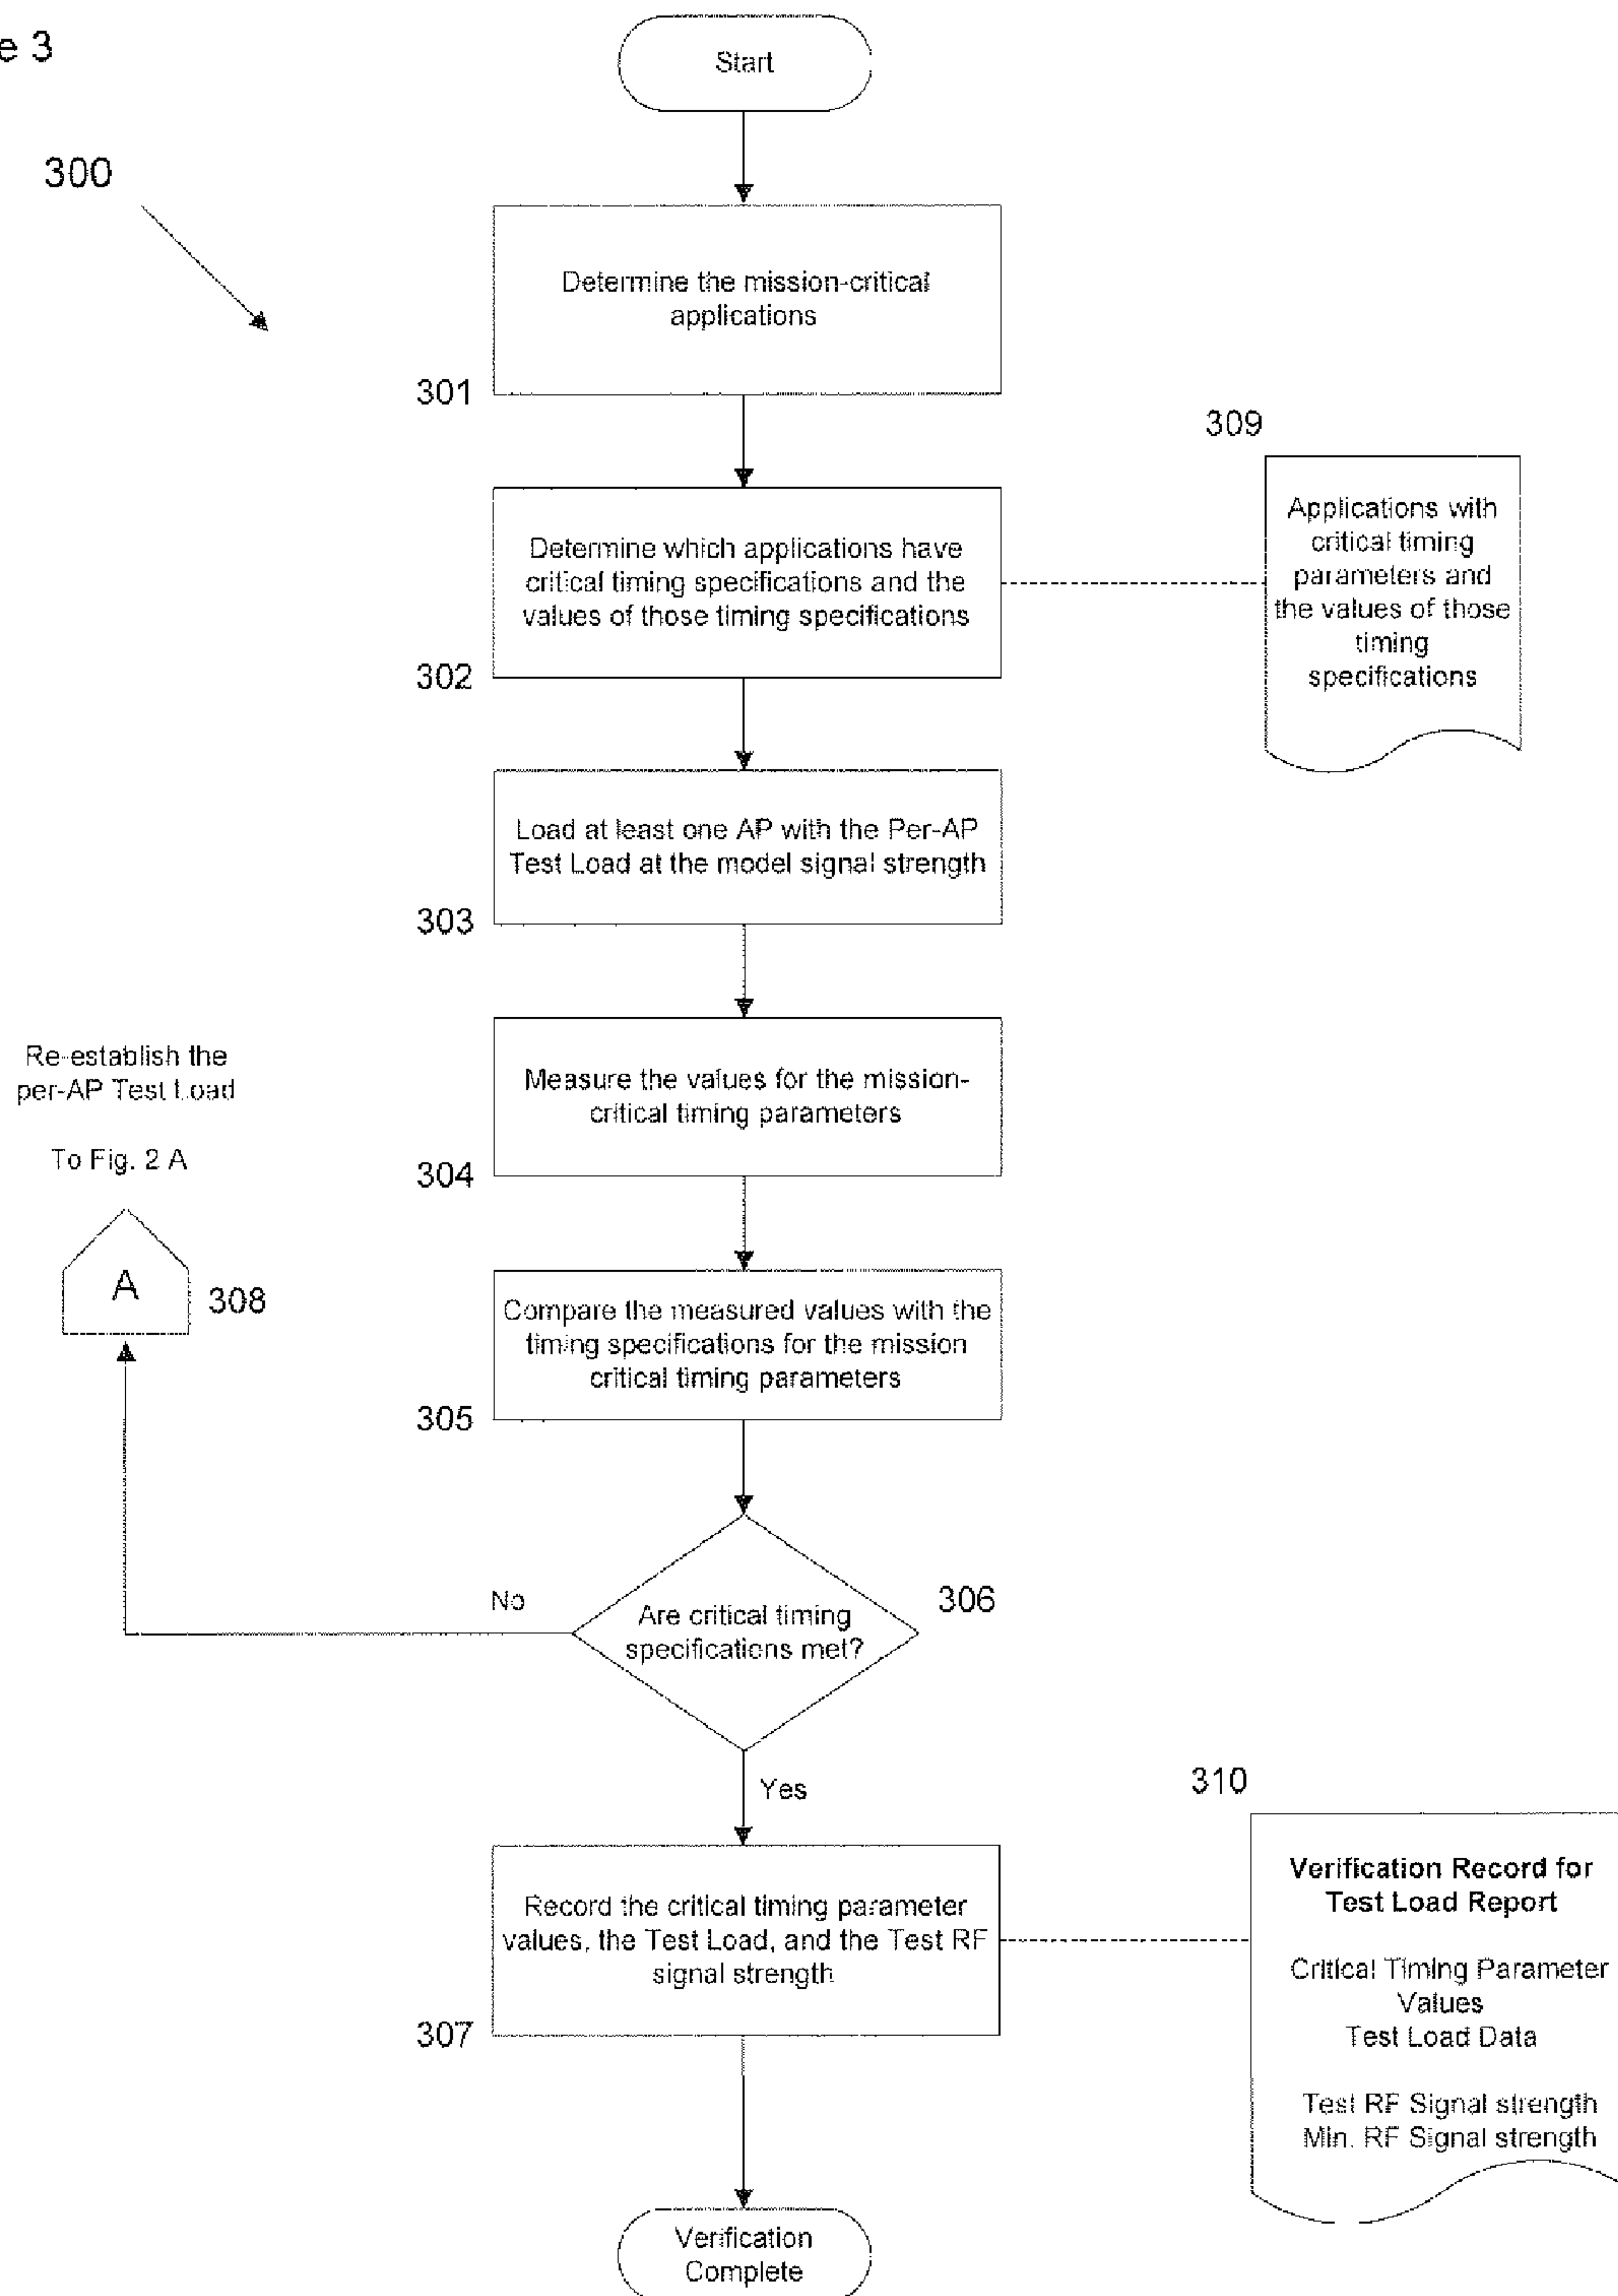 e 3
Start
300
Determine the mission-critical
applications
301
309
Applications with
critical timing
parameters and
the values of those
timing
specifications
Determine which applications have
critical timing specifications and the
values of those timing specifications
302
Load at least one AP with the Per-AP
Test Load at the model signal strength
303
Re-establish the
per-AP Test Load
To Fig. 2 A
Measure the values for the mission-
critical timing parameters
304
A
308
Compare the measured values with the
timing specifications for the mission
critical timing parameters
305
No
306
Are critical timing
specifications met?
Yes
310
Record the critical timing parameter
values, the Test Load, and the Test RF
signal strength
307
Verification Record for
Test Load Report
Critical Timing Parameter
Values
Test Load Data
Test RF Signal strength
Min. RF Signal strength
Verification
Complete